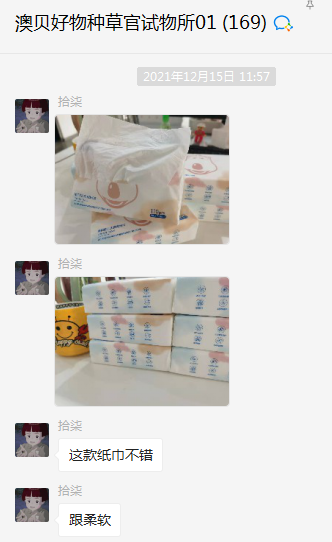 澳贝好物种草官试物所01 (169)
2021年12月15日 11:57
拾柒
拾柒
拾柒
这款纸巾不错
拾柒
跟柔软